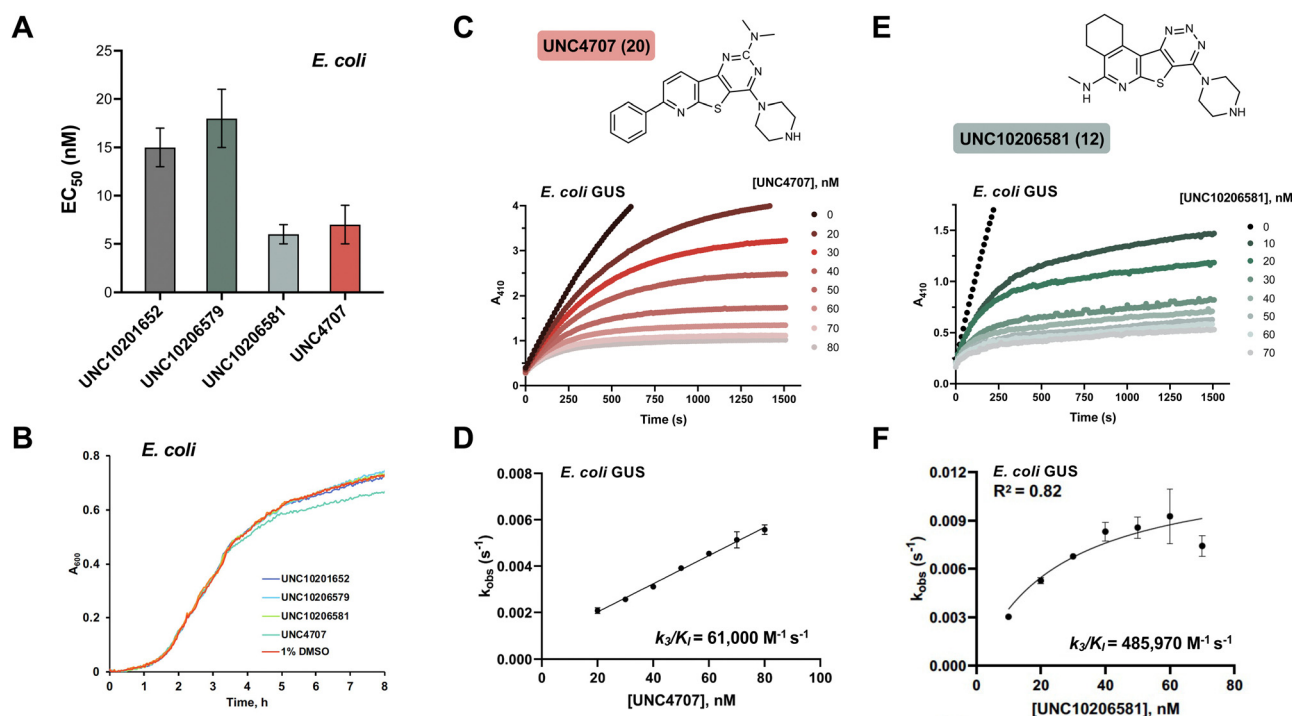 A
E. coli
25
20
15
10
5
0
EC50 (nM)
UNC10201652
UNC10206579
UNC10206581
UNC4707
B
E. coli
0.8
0.6
0.4
0.2
0
A600
UNC10201652
UNC10206579
UNC10206581
UNC4707
1% DMSO
0 1 2 3 4 5 6 7 8
Time, h
C
UNC4707 (20)
N
N
C
N
S
N
N
NH
E. coli GUS
[UNC4707], nM
4
3
2
1
0
A410
0
20
30
40
50
60
70
80
0 250 500 750 1000 1250 1500
Time (s)
D
E. coli GUS
0.008
0.006
0.004
0.002
0.000
kobs (s-1)
k3/KI = 61,000 M-1 s-1
0 20 40 60 80 100
[UNC4707], nM
E
N
N
N
N
H
N
S
N
NH
UNC10206581 (12)
E. coli GUS
[UNC10206581], nM
1.5
1.0
0.5
0.0
A410
0
10
20
30
40
50
60
70
0 250 500 750 1000 1250 1500
Time (s)
F
E. coli GUS
R2 = 0.82
0.012
0.009
0.006
0.003
0.000
kobs (s-1)
k3/KI = 485,970 M-1 s-1
0 20 40 60 80
[UNC10206581], nM